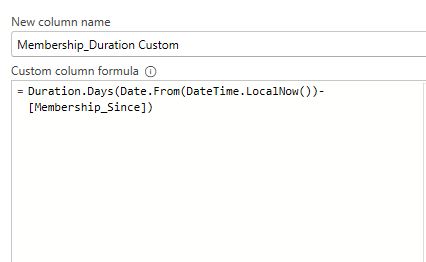 New column name
Membership_Duration Custom
Custom column formula
= Duration.Days(Date.From(DateTime.LocalNow())-
[Membership_Since])